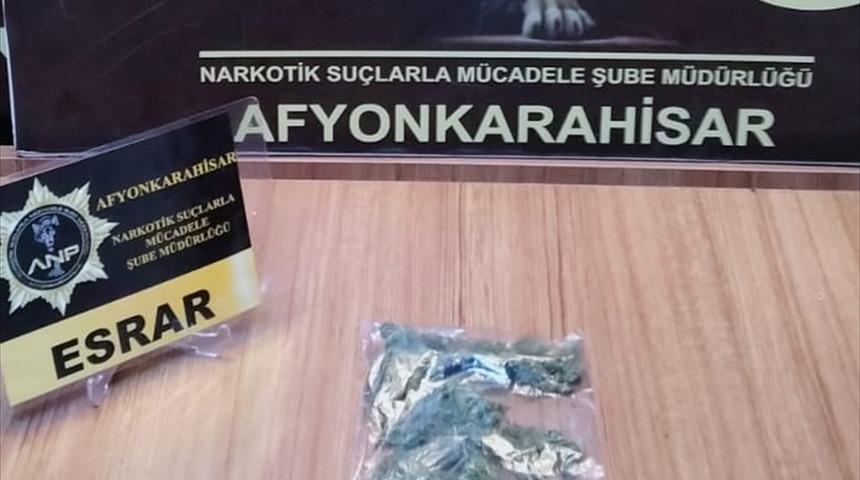 NARKOTİK SUÇLARLA MÜCADELE ŞUBE MÜDÜRLÜĞÜ
AFYONKARAHİSAR
AFYONKARAHİSAR
NARKOTİK SUÇLARLA
MÜCADELE
ŞUBE MÜDÜRLÜĞÜ
ANP
ESRAR